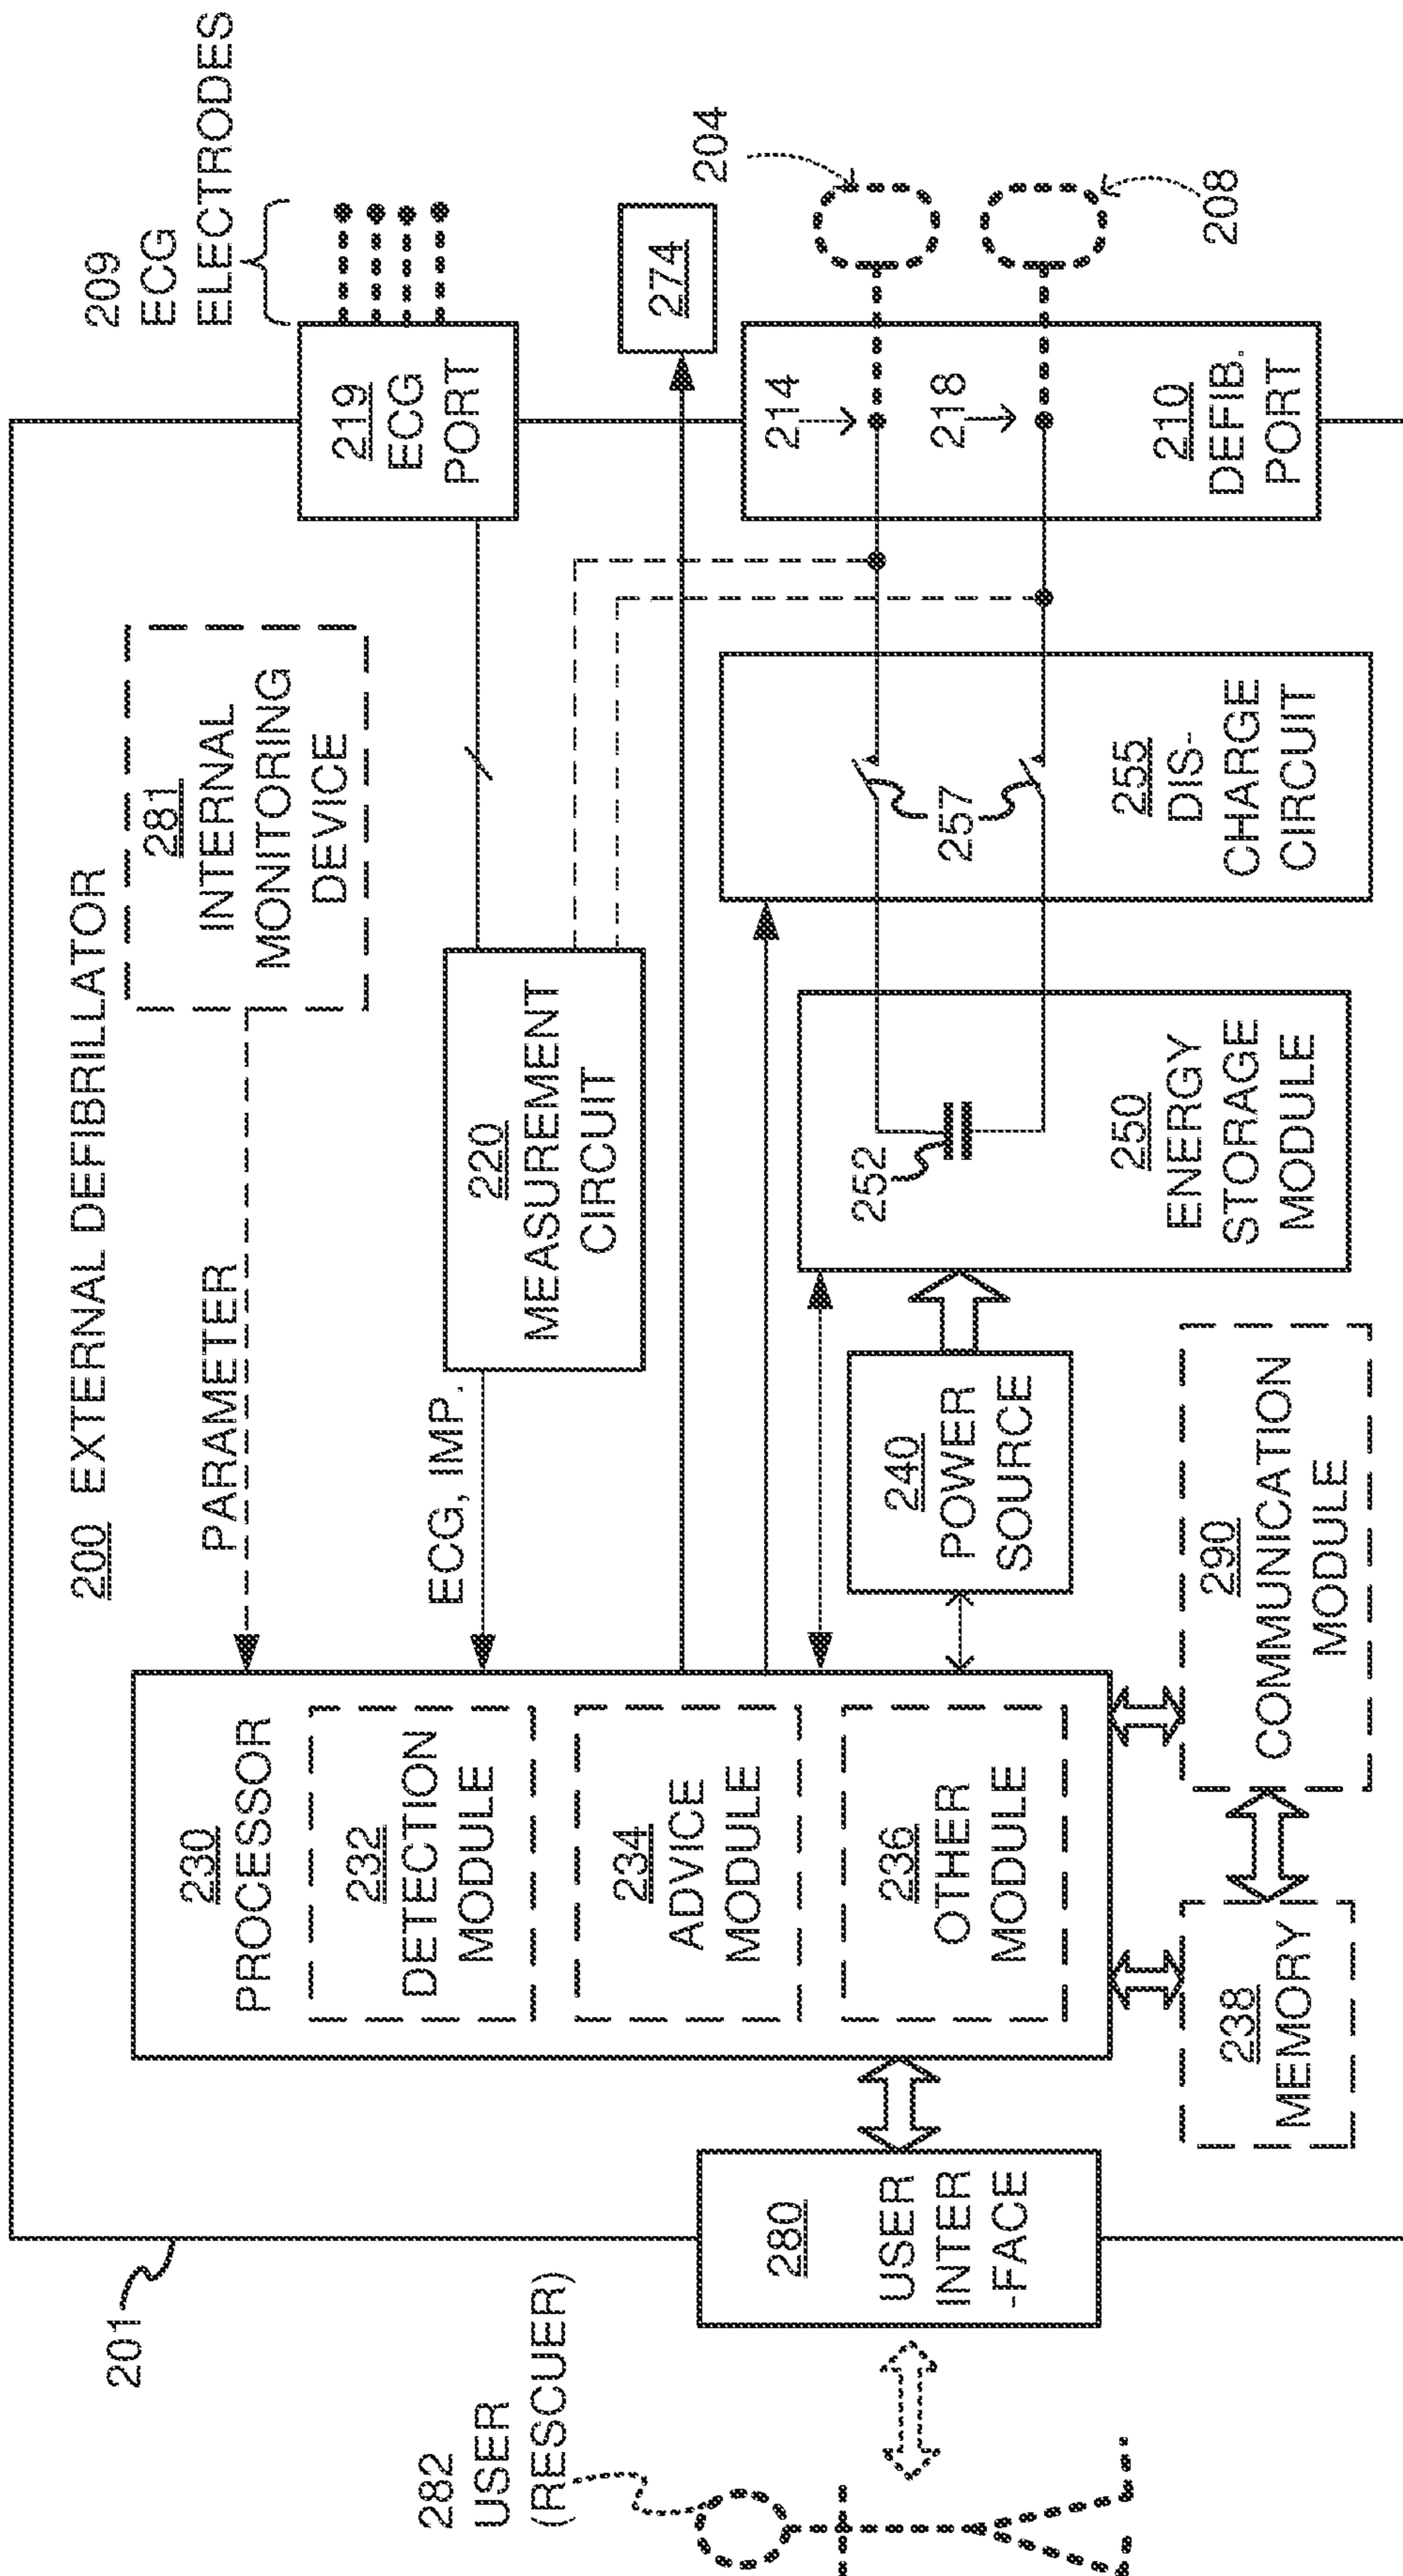 200 EXTERNAL DEFIBRILLATOR
201
209
ECG
ELECTRODES
281
INTERNAL
MONITORING
DEVICE
PARAMETER
219
ECG
PORT
282
USER
(RESCUER)
230
PROCESSOR
232
DETECTION
MODULE
234
ADVICE
MODULE
236
OTHER
MODULE
ECG, IMP.
220
MEASUREMENT
CIRCUIT
274
204
214
218
208
210
DEFIB.
PORT
280
USER
INTER
-FACE
240
POWER
SOURCE
252
250
ENERGY
STORAGE
MODULE
257
255
DIS-
CHARGE
CIRCUIT
238
MEMORY
290
COMMUNICATION
MODULE